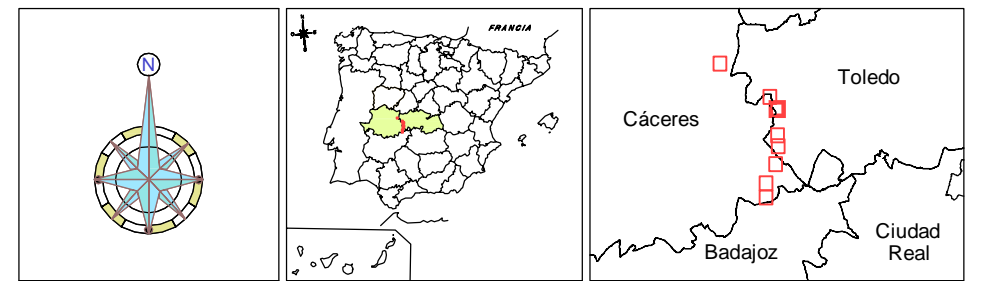 N
FRANCIA
Toledo
Cáceres
Badajoz
Ciudad
Real